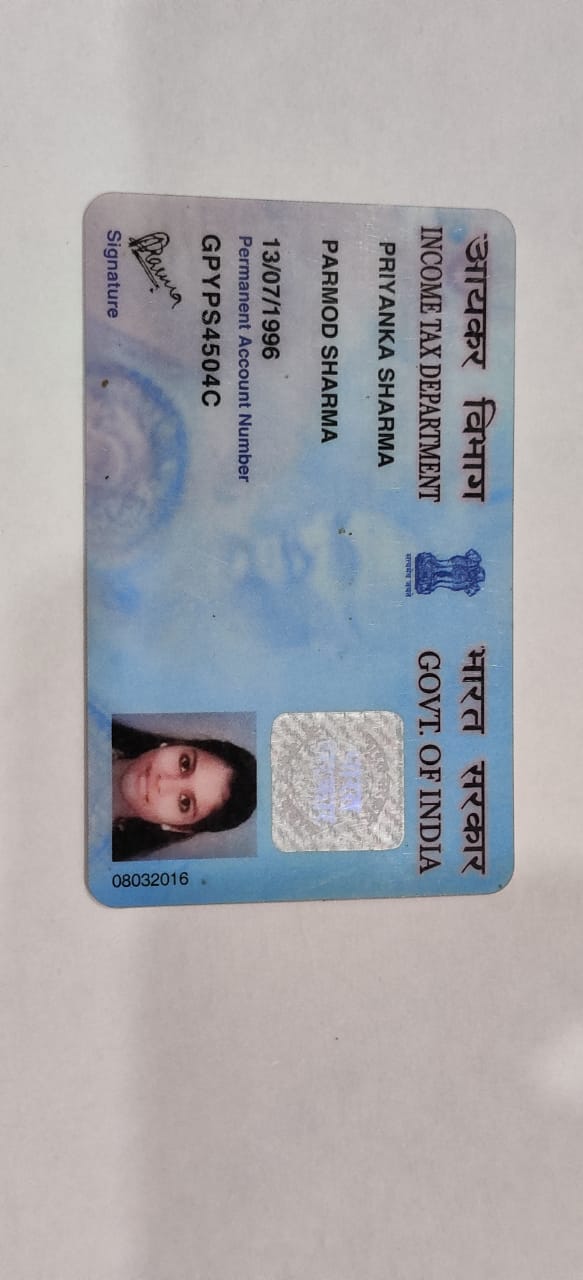 आयकर विभाग
INCOME TAX DEPARTMENT
सत्यमेव जयते
भारत सरकार
GOVT. OF INDIA
PRIYANKA SHARMA
PARMOD SHARMA
13/07/1996
Permanent Account Number
GPYPS4504C
Signature
08032016